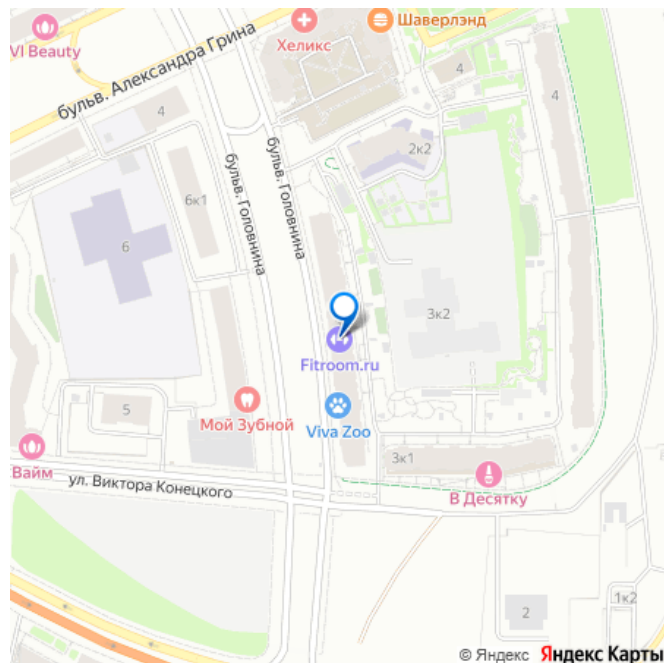 VI Beauty
Хеликс
Шаверлэнд
бульв. Александра Грина
4
4
4
2к2
6к1
бульв. Головнина
бульв. Головнина
6
3к2
Fitroom.ru
5
Мой Зубной
Viva Zoo
Вайм
3к1
В Десятку
ул. Виктора Конецкого
1к2
2
© Яндекс Яндекс Карты